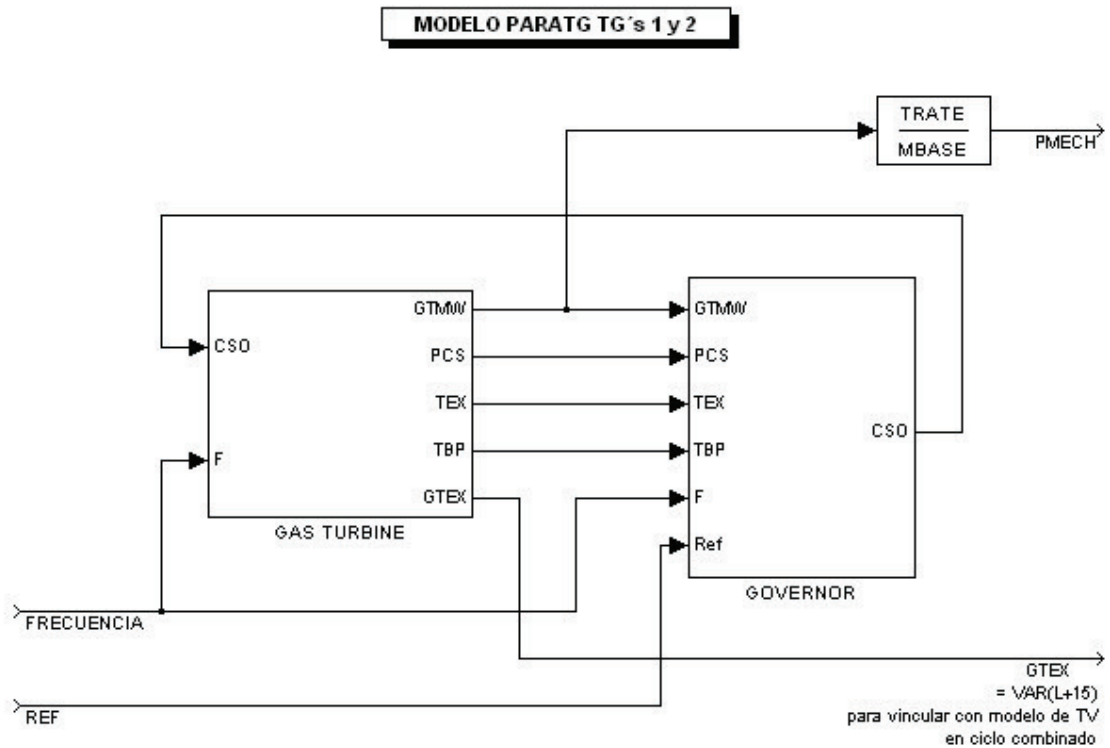 MODELO PARATG TG´s 1 y 2
TRATE
MBASE
PMECH
GTMW
PCS
TEX
TBP
GTEX
CSO
F
GAS TURBINE
GTMW
PCS
TEX
TBP
F
Ref
CSO
GOVERNOR
FRECUENCIA
REF
GTEX
= VAR(L+15)
para vincular con modelo de TV
en ciclo combinado